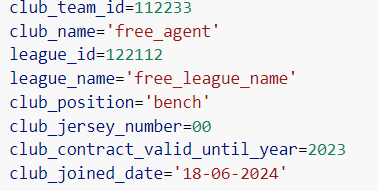 club_team_id=112233
club_name='free_agent'
league_id=122112
league_name='free_league_name'
club_position='bench'
club_jersey_number=00
club_contract_valid_until_year=2023
club_joined_date='18-06-2024'